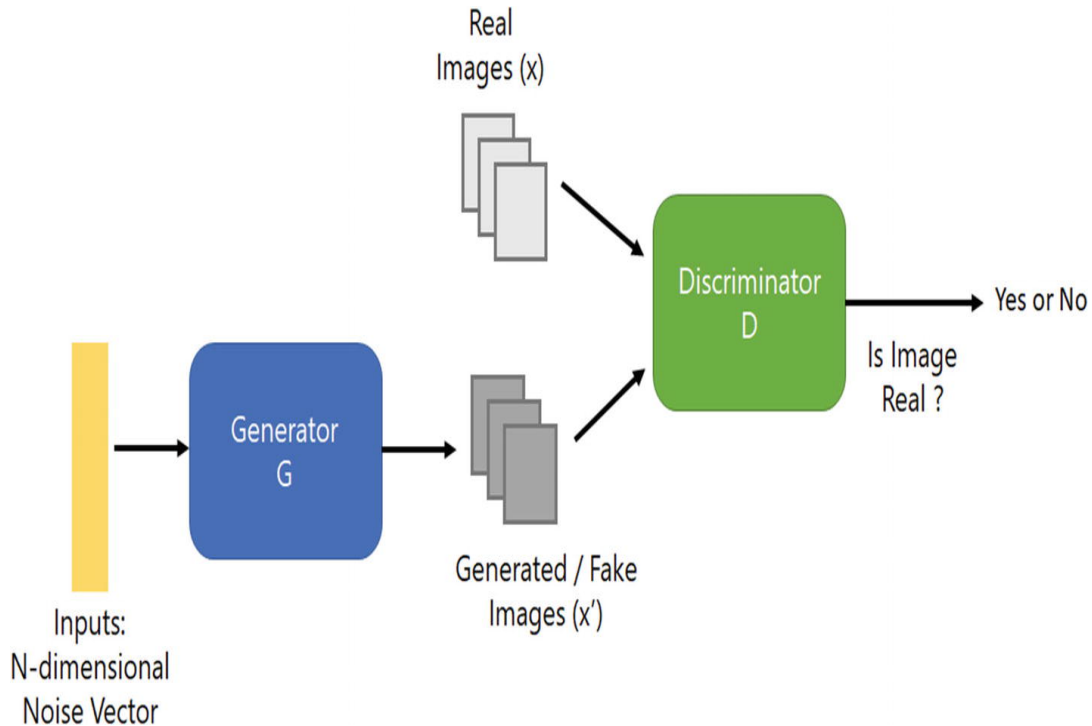 Real
Images (x)
Discriminator
D
Yes or No
Is Image
Real ?
Generator
G
Generated / Fake
Images (x’)
Inputs:
N-dimensional
Noise Vector